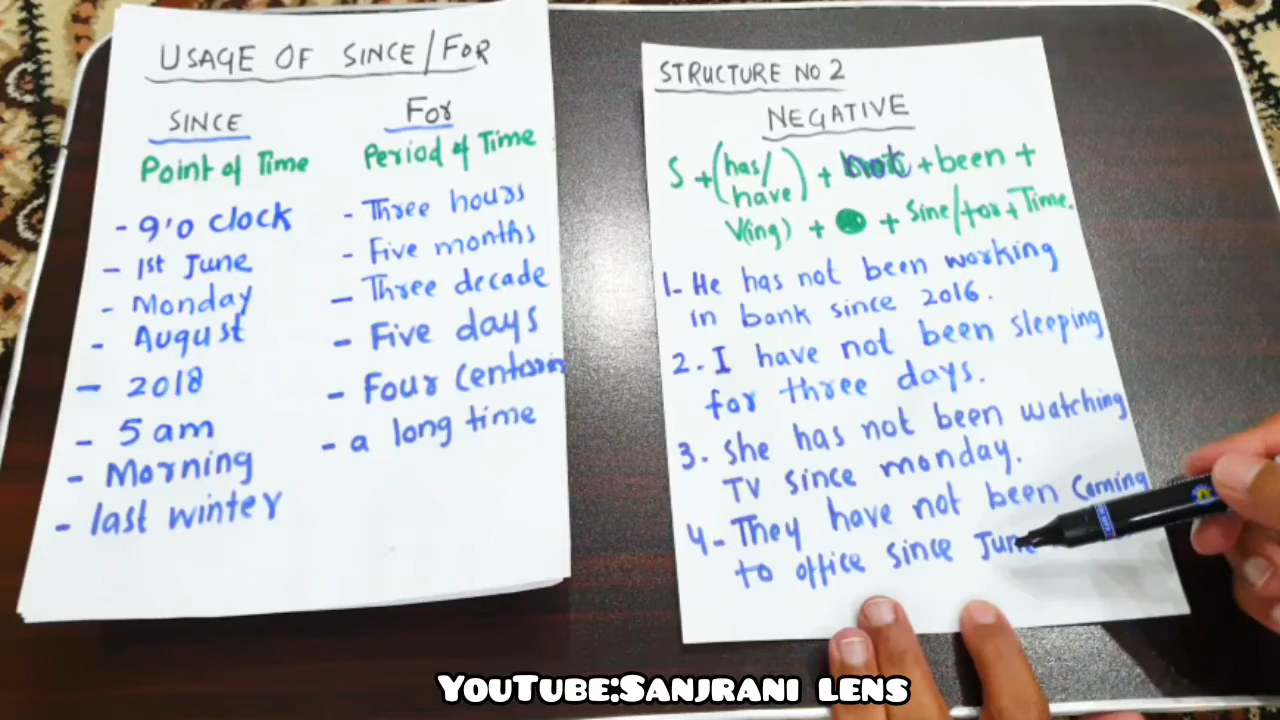 USAGE OF SINCE/FOR
SINCE
Point of Time
- 9'o clock
- 1st June
- Monday
- August
- 2018
- 5 am
- Morning
- last winter
For
Period of Time
- Three hours
- Five months
- Three decade
- Five days
- Four
- a long time
STRUCTURE NO 2
NEGATIVE
S + (has/ have) + not + been +
V(ing) + + Sine/for + Time.
1- He has not been working
in bank since 2016.
2. I have not been sleeping
for three days.
3. She has not been watching
TV since monday.
4- They have not been Coming
to office since June
YouTube:Sanjrani lens